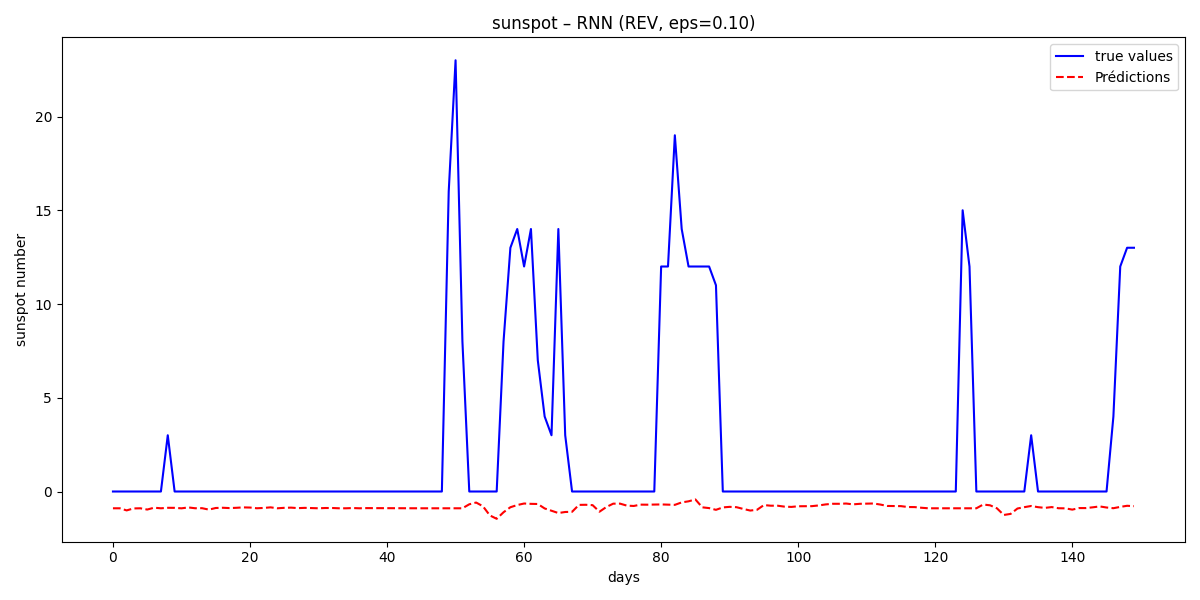 sunspot – RNN (REV, eps=0.10)
true values
Prédictions
sunspot number
20
15
10
5
0
0 20 40 60 80 100 120 140
days